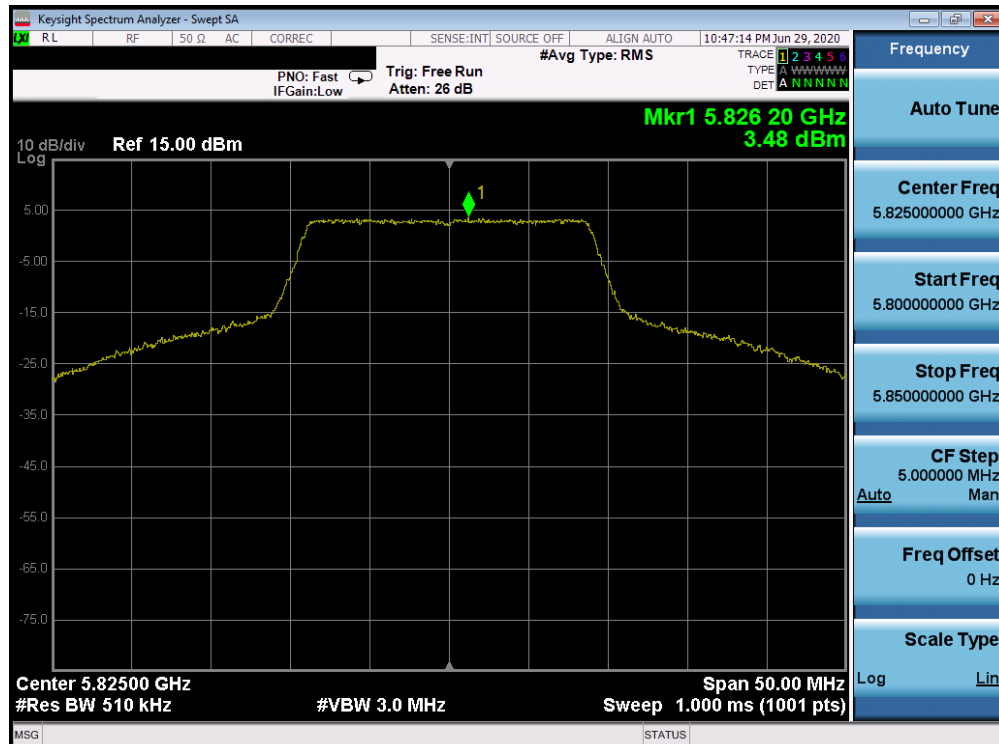 Keysight Spectrum Analyzer - Swept SA
LXI RL RF 50 Ω AC CORREC SENSE:INT SOURCE OFF ALIGN AUTO 10:47:14 PM Jun 29, 2020
#Avg Type: RMS
TRACE 1 2 3 4 5 6
PNO: Fast Trig: Free Run
TYPE A WWWWW
IFGain:Low Atten: 26 dB
DET A N N N N N
Mkr1 5.826 20 GHz
3.48 dBm
10 dB/div Ref 15.00 dBm
Log
1
5.00
-5.00
-15.0
-25.0
-35.0
-45.0
-55.0
-65.0
-75.0
Center 5.82500 GHz Span 50.00 MHz
#Res BW 510 kHz #VBW 3.0 MHz Sweep 1.000 ms (1001 pts)
MSG STATUS
Frequency
Auto Tune
Center Freq
5.825000000 GHz
Start Freq
5.800000000 GHz
Stop Freq
5.850000000 GHz
CF Step
5.000000 MHz
Auto Man
Freq Offset
0 Hz
Scale Type
Log Lin